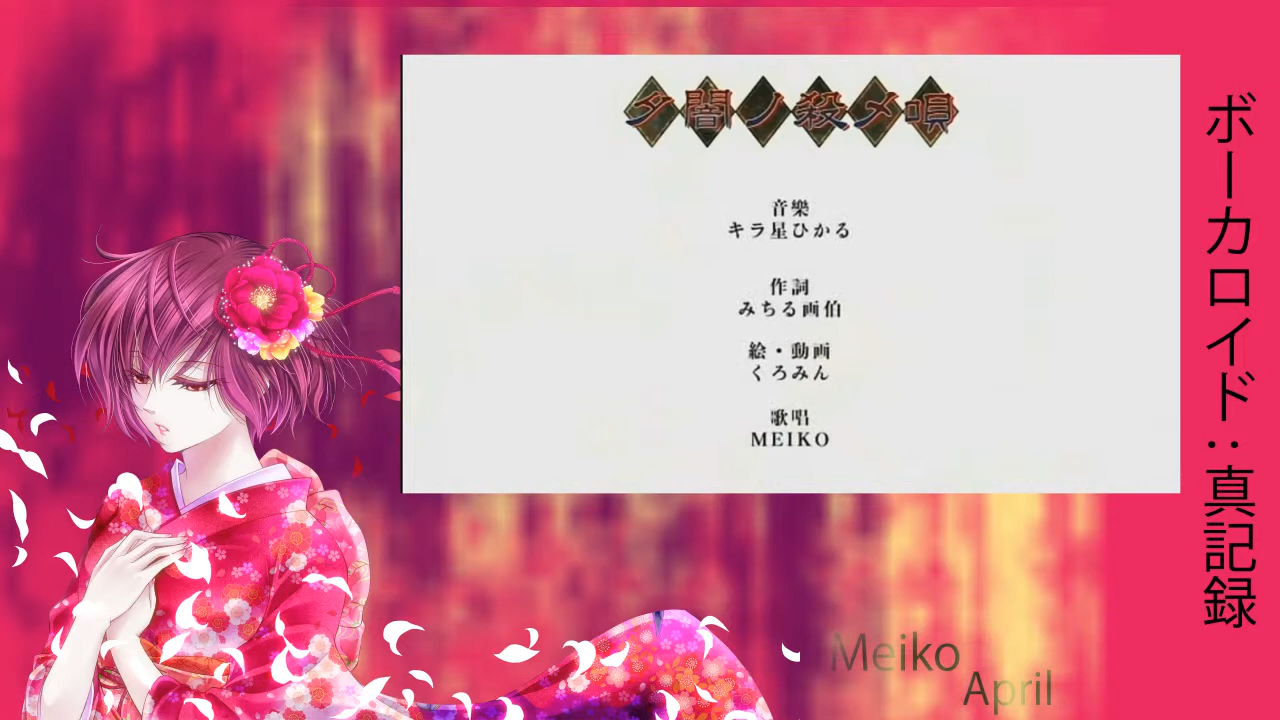 夕闇ノ殺メ唄
音樂
キラ星ひかる
作詞
みちる画伯
絵・動画
くろみん
歌唱
MEIKO
ボーカロイド：真記録
Meiko
April